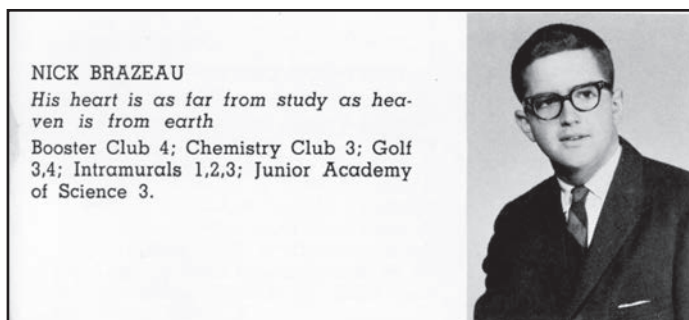 NICK BRAZEAU
His heart is as far from study as hea-
ven is from earth
Booster Club 4; Chemistry Club 3; Golf
3,4; Intramurals 1,2,3; Junior Academy
of Science 3.